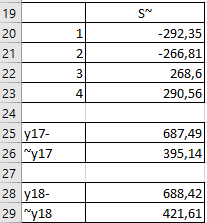 19 S~
20 1 -292,35
21 2 -266,81
22 3 268,6
23 4 290,56
24
25 y17- 687,49
26 ~y17 395,14
27
28 y18- 688,42
29 ~y18 421,61